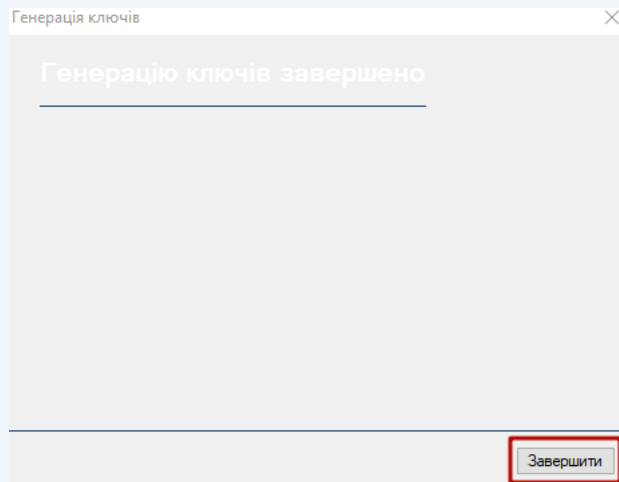 Генерація ключів
Генерацію ключів завершено
Завершити